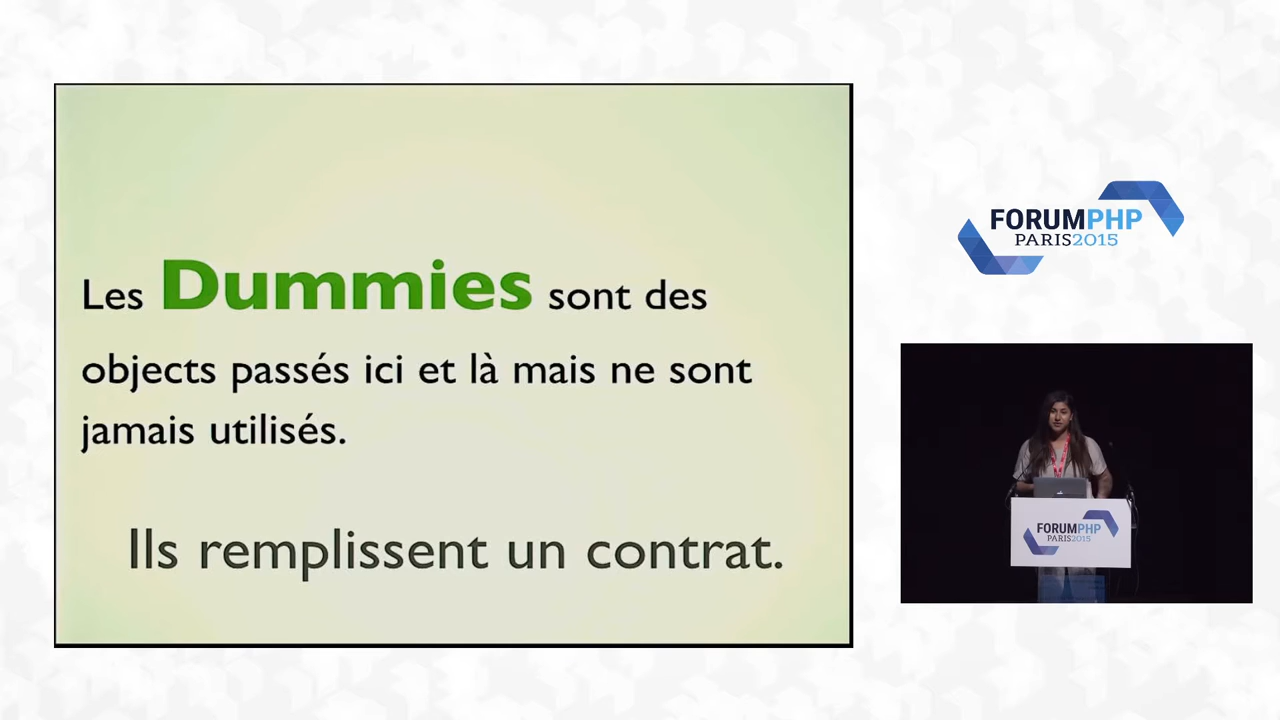 Les Dummies sont des
objects passés ici et là mais ne sont
jamais utilisés.
Ils remplissent un contrat.
FORUMPHP
PARIS2015
FORUMPHP
PARIS2015